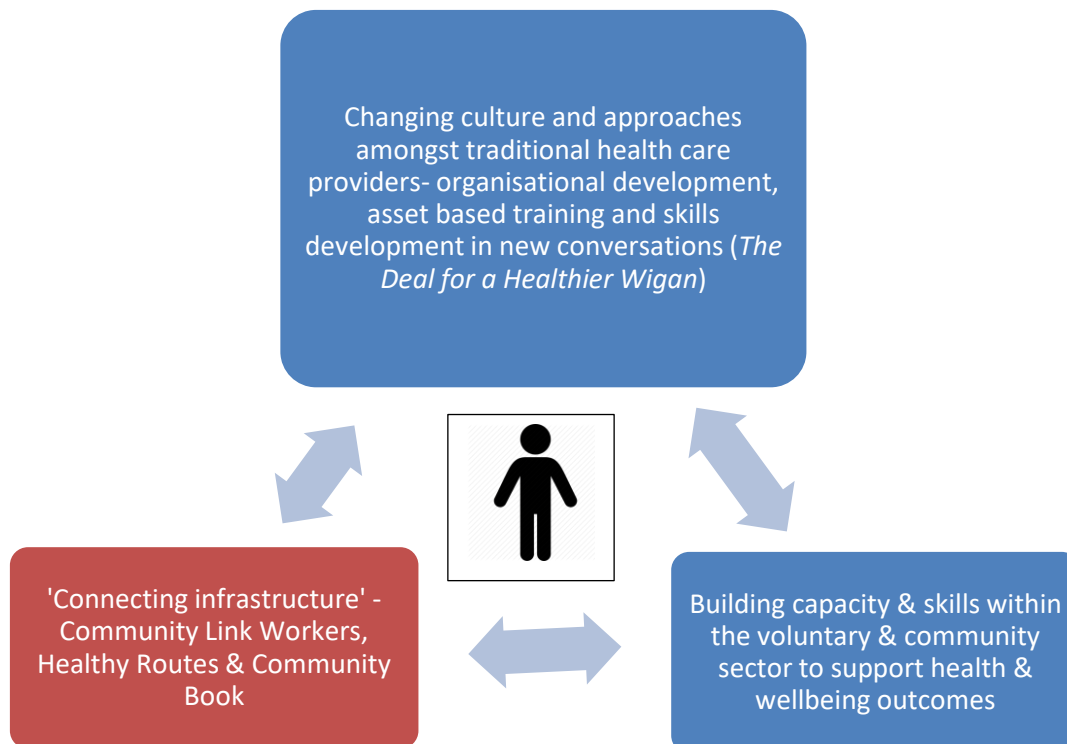 Changing culture and approaches
amongst traditional health care
providers- organisational development,
asset based training and skills
development in new conversations (The
Deal for a Healthier Wigan)
'Connecting infrastructure' -
Community Link Workers,
Healthy Routes & Community
Book
Building capacity & skills within
the voluntary & community
sector to support health &
wellbeing outcomes